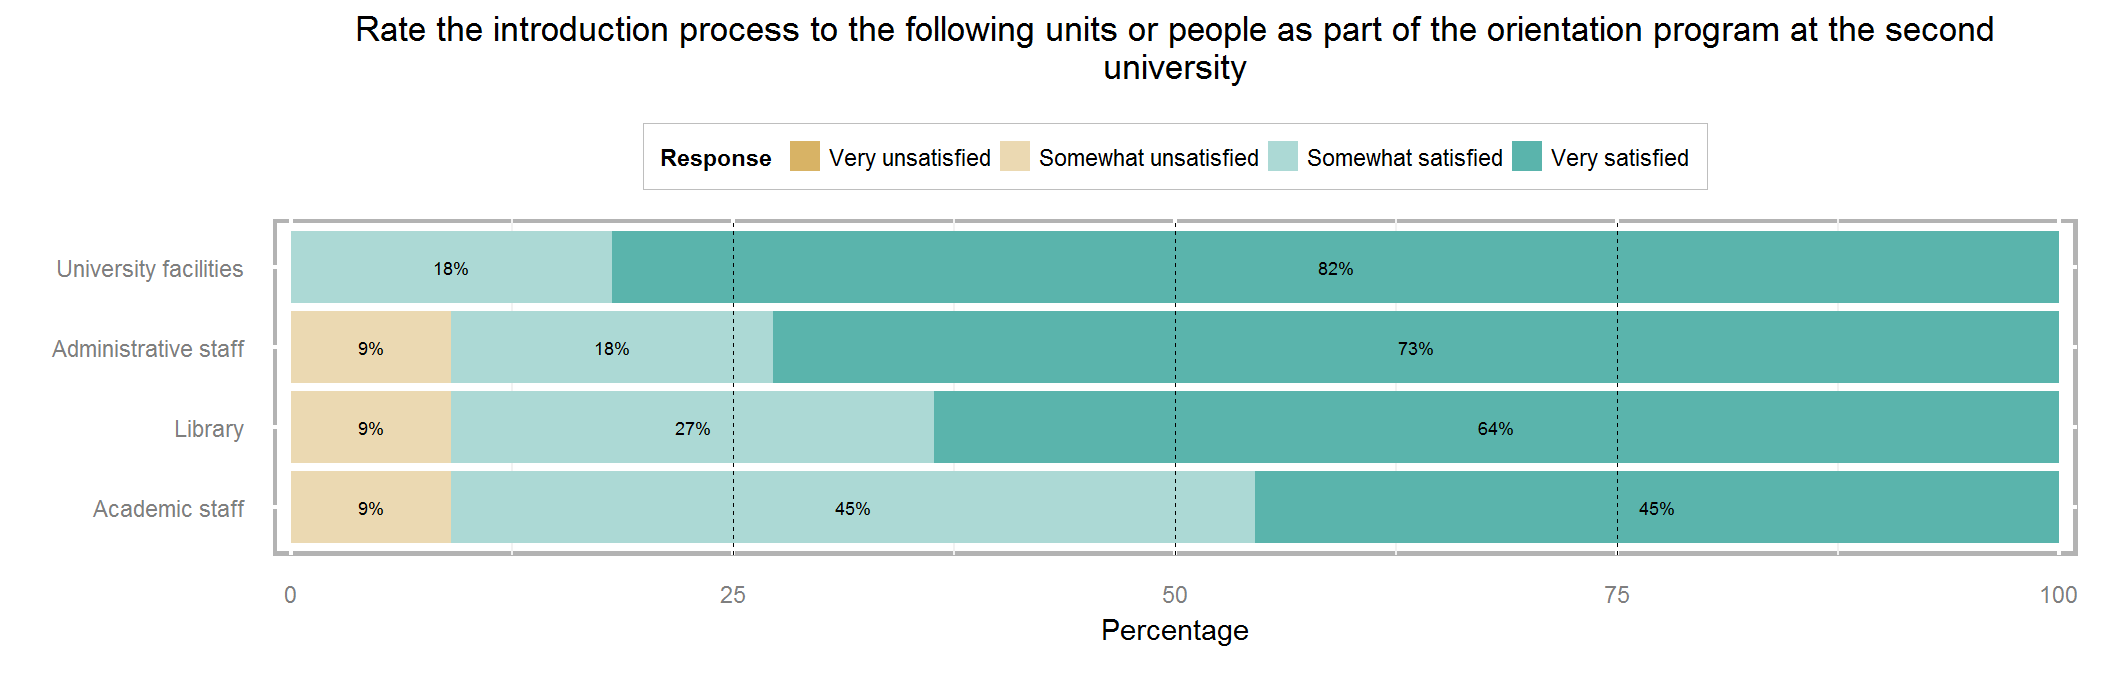 Rate the introduction process to the following units or people as part of the orientation program at the second
university
Response Very unsatisfied Somewhat unsatisfied Somewhat satisfied Very satisfied
University facilities 18% 82%
Administrative staff 9% 18% 73%
Library 9% 27% 64%
Academic staff 9% 45% 45%
0 25 50 75 100
Percentage